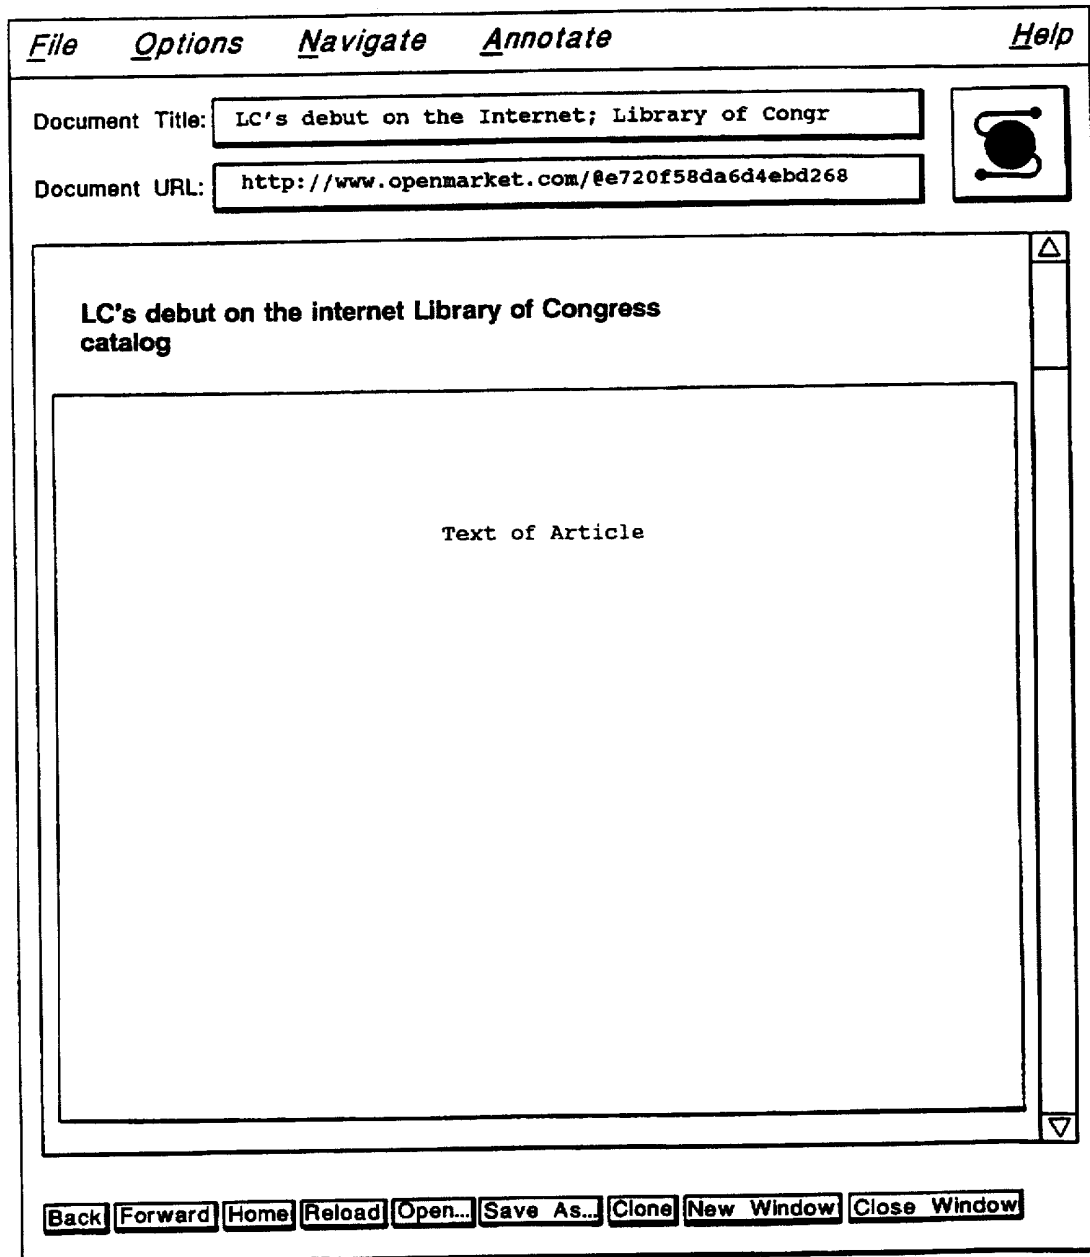 File Options Navigate Annotate Help
Document Title: LC's debut on the Internet; Library of Congr
Document URL: http://www.openmarket.com/@e720f58da6d4ebd268
LC's debut on the internet Library of Congress
catalog
Text of Article
Back Forward Home Reload Open... Save As... Clone New Window Close Window